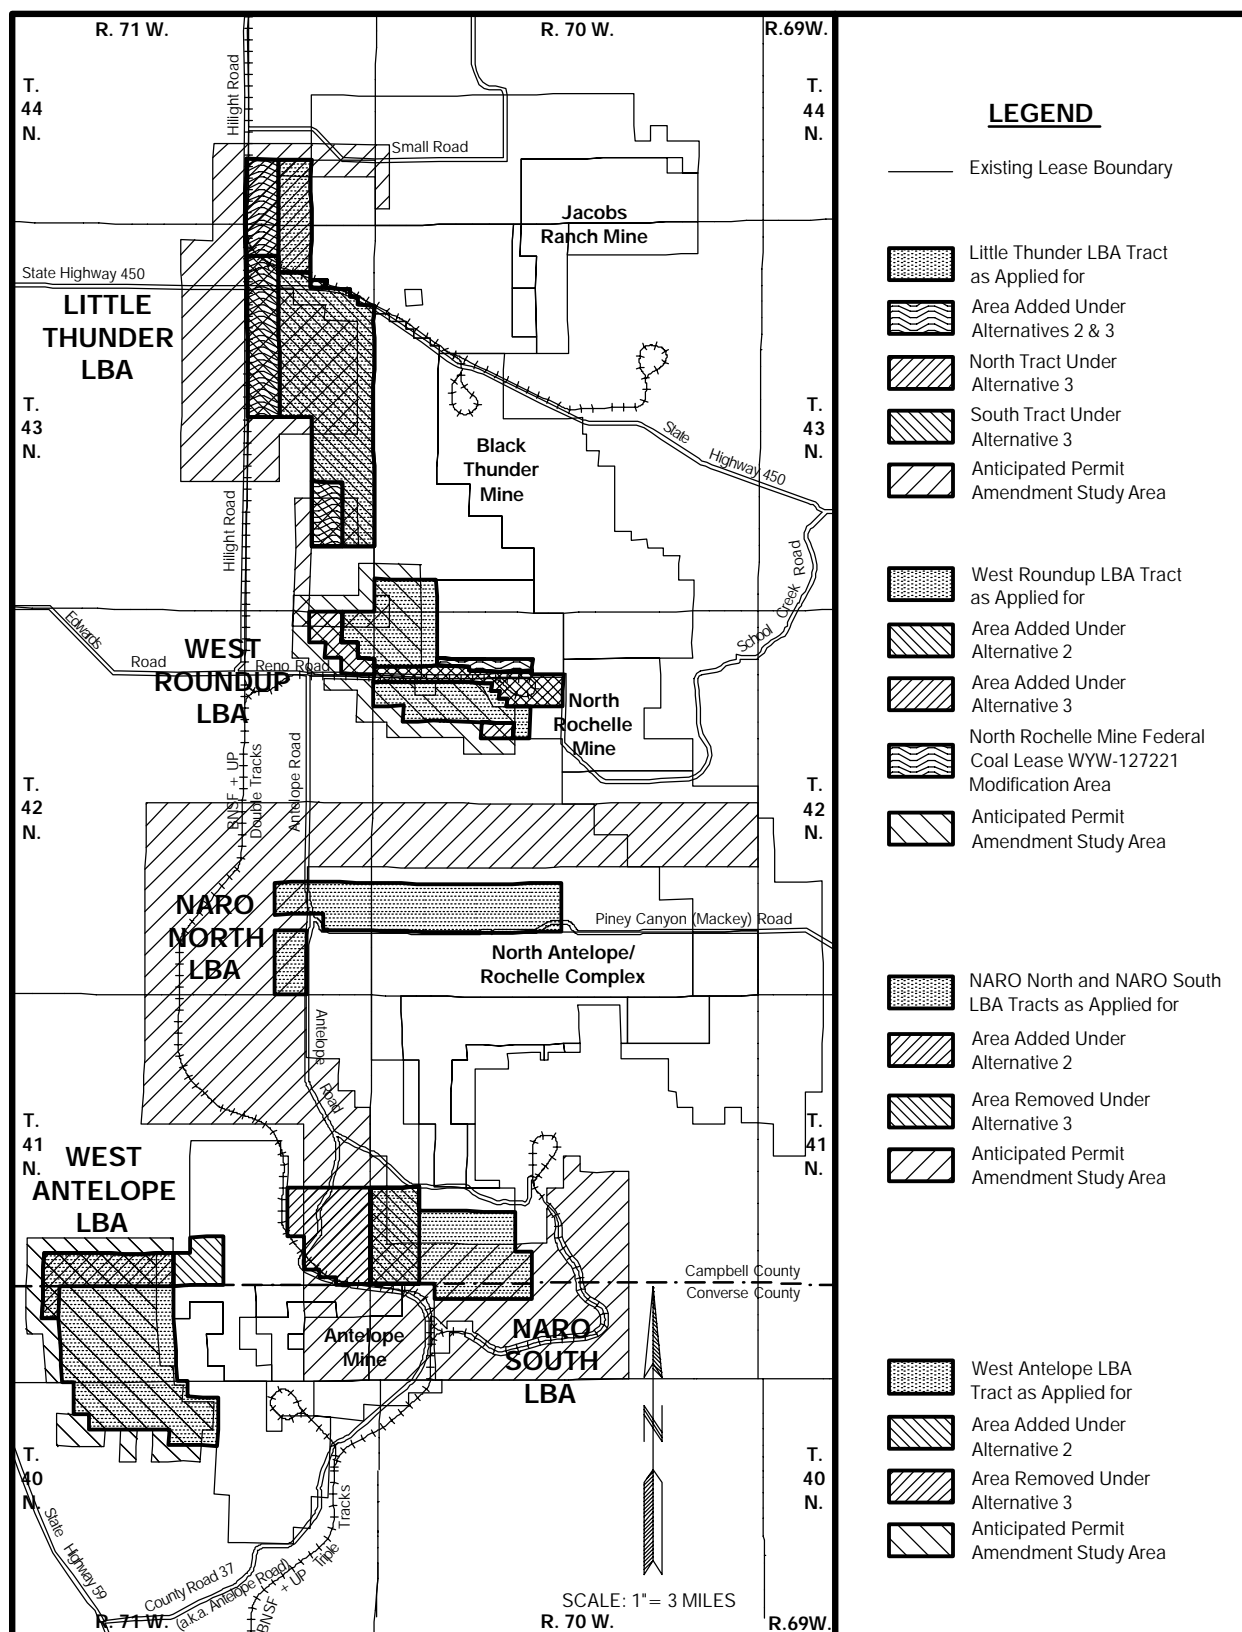 R. 71 W.
R. 70 W.
R.69W.
T.
44
N.
T.
44
N.
Hilight Road
Small Road
Jacobs
Ranch Mine
State Highway 450
LITTLE
THUNDER
LBA
T.
43
N.
T.
43
N.
Black
Thunder
Mine
State
Highway 450
Hilight Road
School Creek Road
Edwards
Road
WEST
ROUNDUP
LBA
Reno Road
North
Rochelle
Mine
BNSF + UP
Double Tracks
Antelope Road
T.
42
N.
T.
42
N.
NARO
NORTH
LBA
Piney Canyon (Mackey) Road
North Antelope/
Rochelle Complex
Antelope
Road
T.
41
N.
T.
41
N.
WEST
ANTELOPE
LBA
Campbell County
Converse County
Antelope
Mine
NARO
SOUTH
LBA
T.
40
N.
T.
40
N.
State Highway 59
County Road 37
(a.k.a. Antelope Road)
BNSF + UP Triple
Tracks
N
SCALE: 1"= 3 MILES
R. 71 W.
R. 70 W.
R.69W.
LEGEND
Existing Lease Boundary
Little Thunder LBA Tract
as Applied for
Area Added Under
Alternatives 2 & 3
North Tract Under
Alternative 3
South Tract Under
Alternative 3
Anticipated Permit
Amendment Study Area
West Roundup LBA Tract
as Applied for
Area Added Under
Alternative 2
Area Added Under
Alternative 3
North Rochelle Mine Federal
Coal Lease WYW-127221
Modification Area
Anticipated Permit
Amendment Study Area
NARO North and NARO South
LBA Tracts as Applied for
Area Added Under
Alternative 2
Area Removed Under
Alternative 3
Anticipated Permit
Amendment Study Area
West Antelope LBA
Tract as Applied for
Area Added Under
Alternative 2
Area Removed Under
Alternative 3
Anticipated Permit
Amendment Study Area